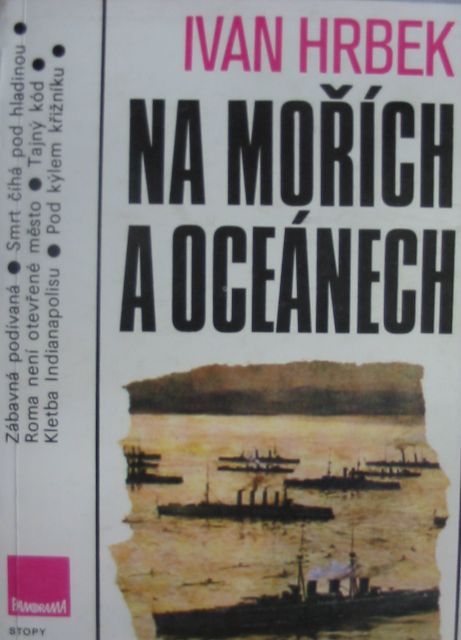 IVAN HRBEK
NA MOŘÍCH
A OCEÁNECH
Zábavná podívaná ● Smrt číhá pod hladinou ●
Roma není otevřené město ● Tajný kód ●
Kletba Indianapolisu ● Pod kýlem křižníku ●
PANORAMA
STOPY